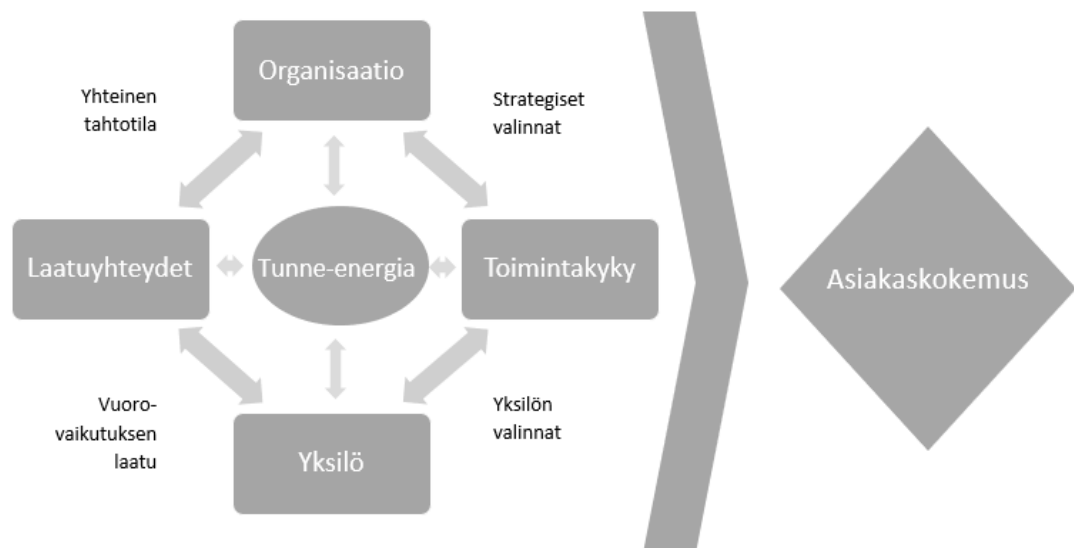 Organisaatio
Yhteinen
tahtotila
Strategiset
valinnat
Laatuyhteydet
Tunne-energia
Toimintakyky
Asiakaskokemus
Vuoro-
vaikutuksen
laatu
Yksilön
valinnat
Yksilö